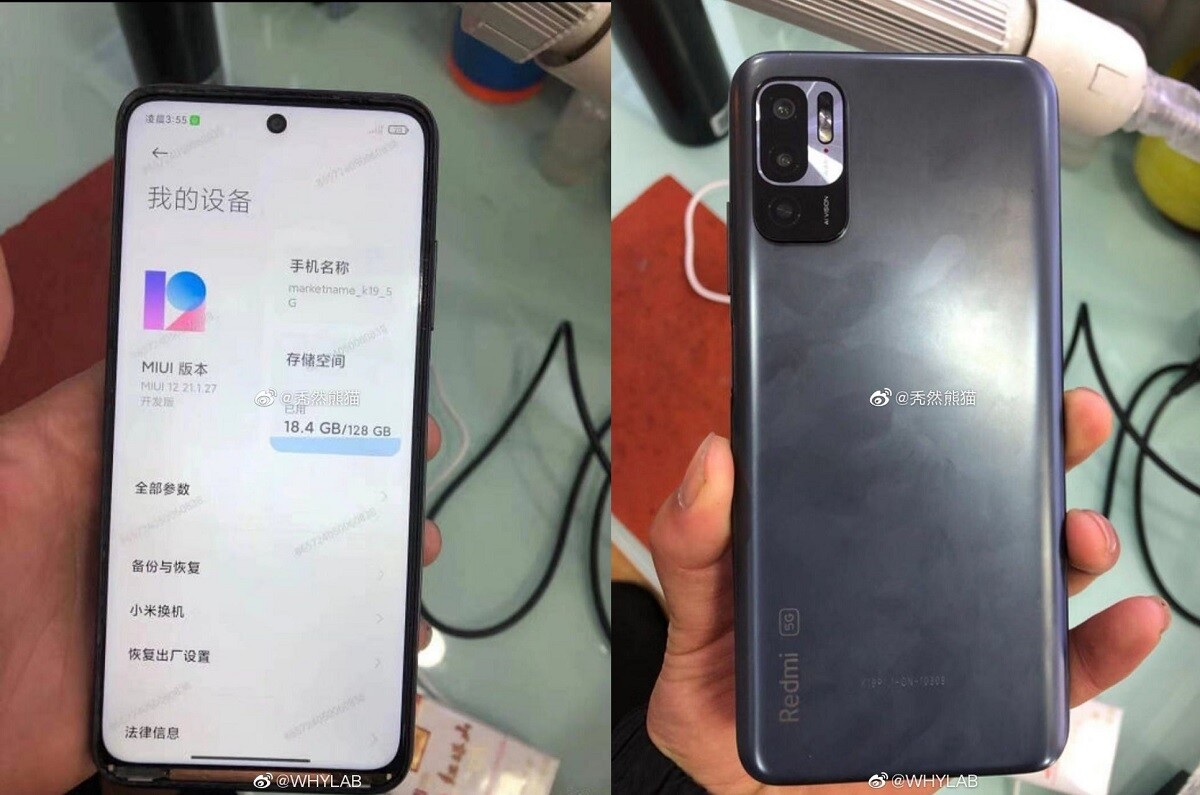 凌晨3:55
我的设备
手机名称
marketname_k19_5
G
存储空间
MIUI 版本
MIUI 12 21.1.27
开发版
已用
18.4 GB/128 GB
全部参数
备份与恢复
小米换机
恢复出厂设置
法律信息
@秃然熊猫
@WHYLAB
AI VISION
@秃然熊猫
Redmi 5G
@WHYLAB